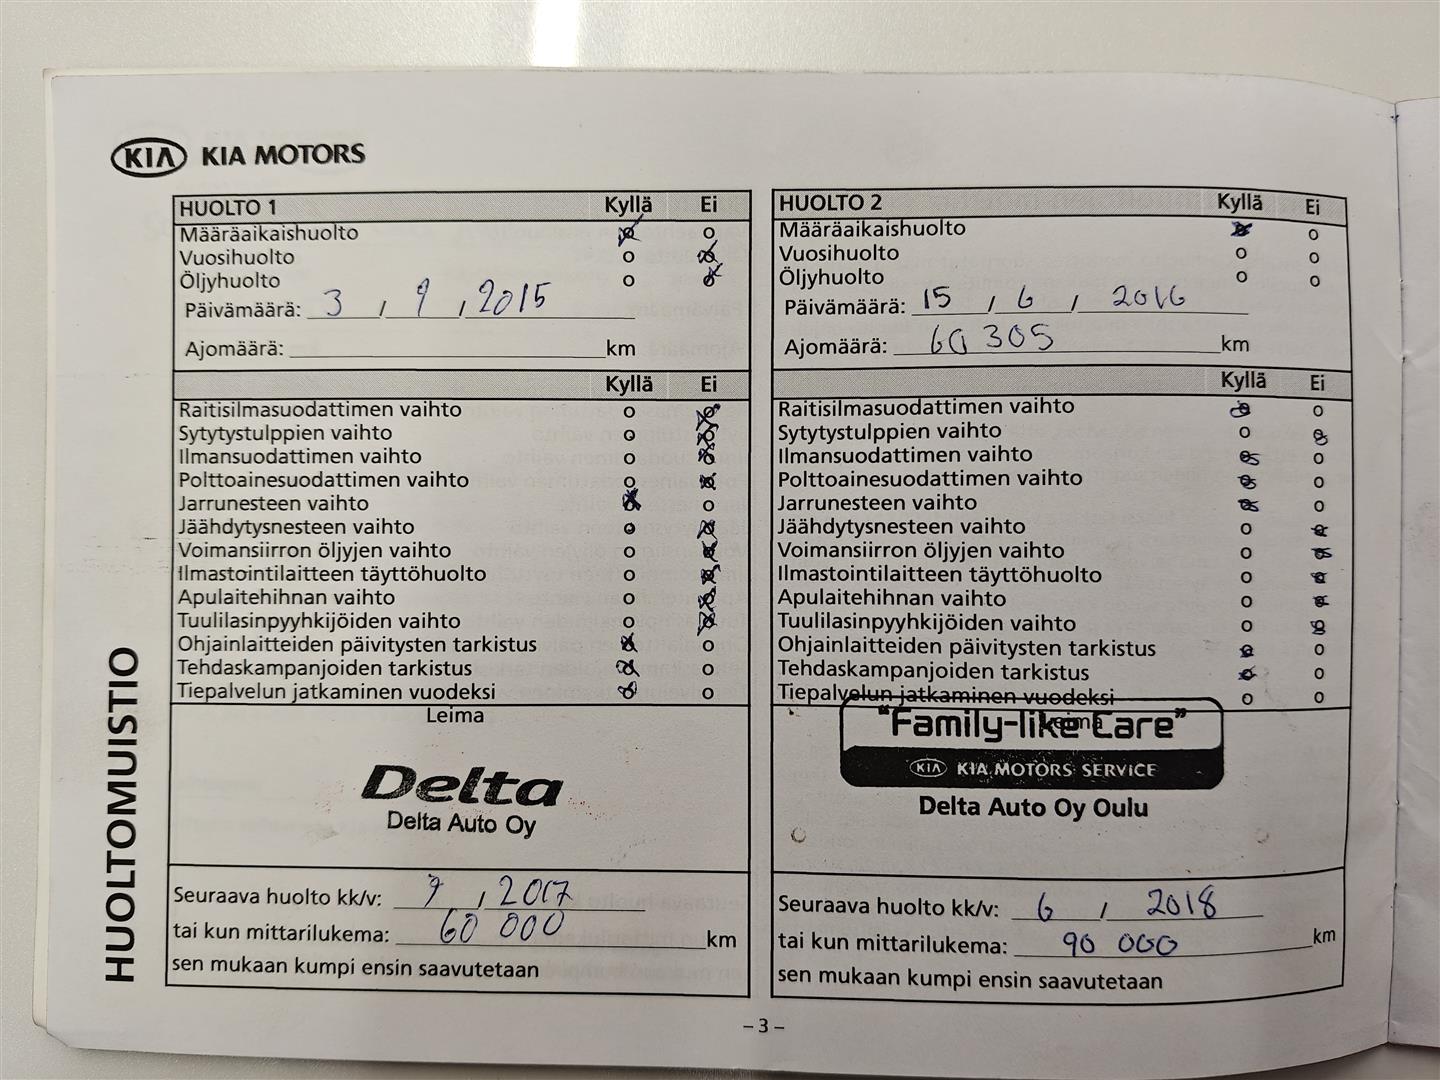 KIA KIA MOTORS
HUOLTOMUISTIO
HUOLTO 1 Kyllä Ei
Määräaikaishuolto o o
Vuosihuolto o o
Öljyhuolto o o
Päivämäärä: 3 / 9 / 2015
Ajomäärä: km
Kyllä Ei
Raitisilmasuodattimen vaihto o o
Sytytystulppien vaihto o o
Ilmansuodattimen vaihto o o
Polttoainesuodattimen vaihto o o
Jarrunesteen vaihto o o
Jäähdytysnesteen vaihto o o
Voimansiirron öljyjen vaihto o o
Ilmastointilaitteen täyttöhuolto o o
Apulaitehihnan vaihto o o
Tuulilasinpyyhkijöiden vaihto o o
Ohjainlaitteiden päivitysten tarkistus o o
Tehdaskampanjoiden tarkistus o o
Tiepalvelun jatkaminen vuodeksi o o
Leima
Delta
Delta Auto Oy
Seuraava huolto kk/v: 9 / 2017
tai kun mittarilukema: 60 000 km
sen mukaan kumpi ensin saavutetaan
HUOLTO 2 Kyllä Ei
Määräaikaishuolto o o
Vuosihuolto o o
Öljyhuolto o o
Päivämäärä: 15 / 6 / 2016
Ajomäärä: 60 305 km
Kyllä Ei
Raitisilmasuodattimen vaihto o o
Sytytystulppien vaihto o o
Ilmansuodattimen vaihto o o
Polttoainesuodattimen vaihto o o
Jarrunesteen vaihto o o
Jäähdytysnesteen vaihto o o
Voimansiirron öljyjen vaihto o o
Ilmastointilaitteen täyttöhuolto o o
Apulaitehihnan vaihto o o
Tuulilasinpyyhkijöiden vaihto o o
Ohjainlaitteiden päivitysten tarkistus o o
Tehdaskampanjoiden tarkistus o o
Tiepalvelun jatkaminen vuodeksi o o
Leima
"Family-like Care"
KIA KIA MOTORS SERVICE
Delta Auto Oy Oulu
Seuraava huolto kk/v: 6 / 2018
tai kun mittarilukema: 90 000 km
sen mukaan kumpi ensin saavutetaan
– 3 –